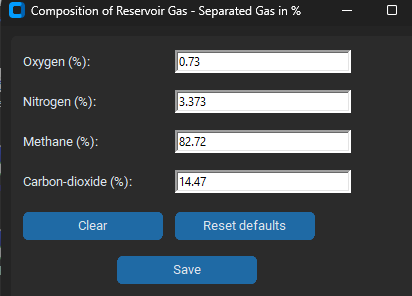 Composition of Reservoir Gas - Separated Gas in %
Oxygen (%): 0.73
Nitrogen (%): 3.373
Methane (%): 82.72
Carbon-dioxide (%): 14.47
Clear Reset defaults
Save